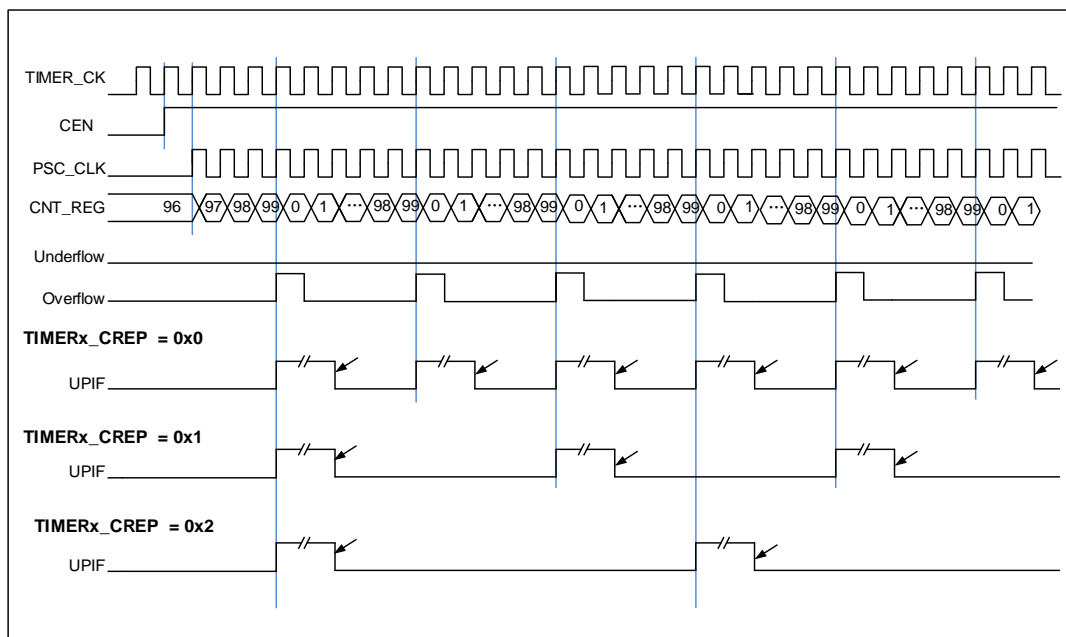 TIMER_CK
CEN
PSC_CLK
CNT_REG 96 97 98 99 0 1 ... 98 99 0 1 ... 98 99 0 1 ... 98 99 0 1 ... 98 99 0 1 ... 98 99 0 1
Underflow
Overflow
TIMERx_CREP = 0x0
UPIF
TIMERx_CREP = 0x1
UPIF
TIMERx_CREP = 0x2
UPIF